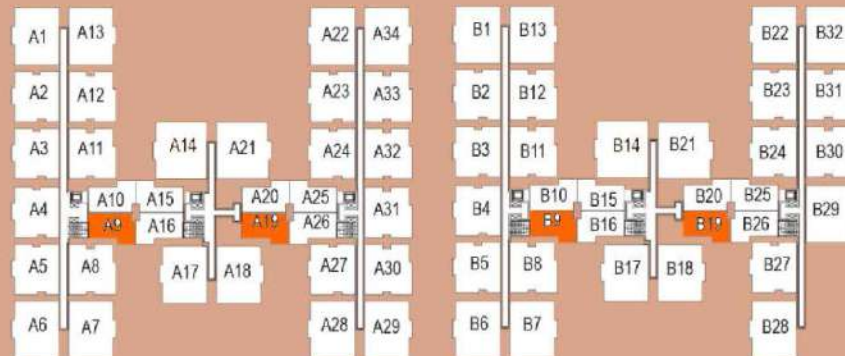 A1 A13 A22 A34 B1 B13 B22 B32
A2 A12 A23 A33 B2 B12 B23 B31
A3 A11 A14 A21 A24 A32 B3 B11 B14 B21 B24 B30
A10 A15 A20 A25 B10 B15 B20 B25
A4 A9 A16 A19 A26 A31 B4 B9 B16 B19 B26 B29
A5 A8 A17 A18 A27 A30 B5 B8 B17 B18 B27
A6 A7 A28 A29 B6 B7 B28